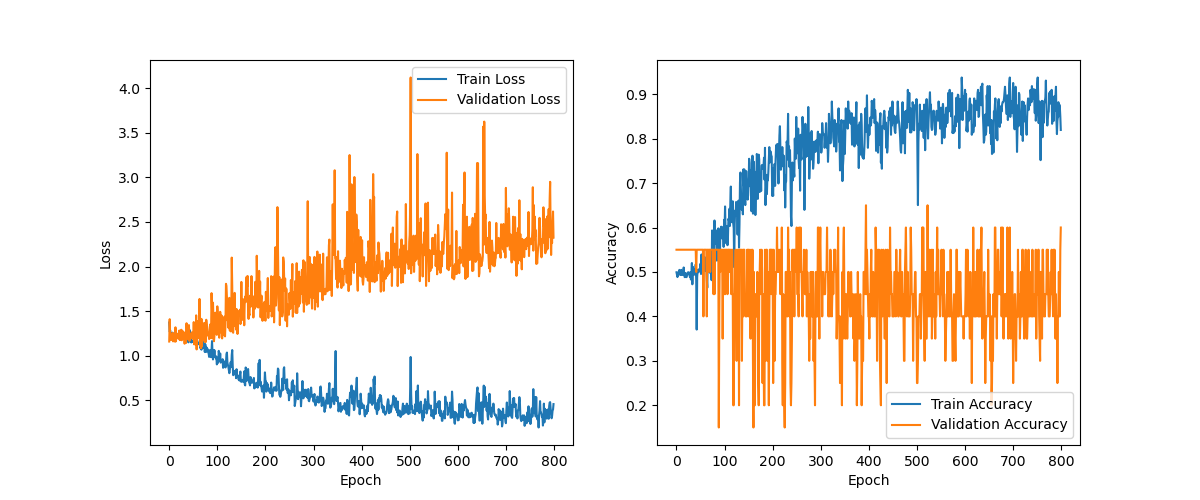 Train Loss
Validation Loss
4.0
3.5
3.0
2.5
2.0
1.5
1.0
0.5
Loss
0 100 200 300 400 500 600 700 800
Epoch
0.9
0.8
0.7
0.6
0.5
0.4
0.3
0.2
Accuracy
Train Accuracy
Validation Accuracy
0 100 200 300 400 500 600 700 800
Epoch